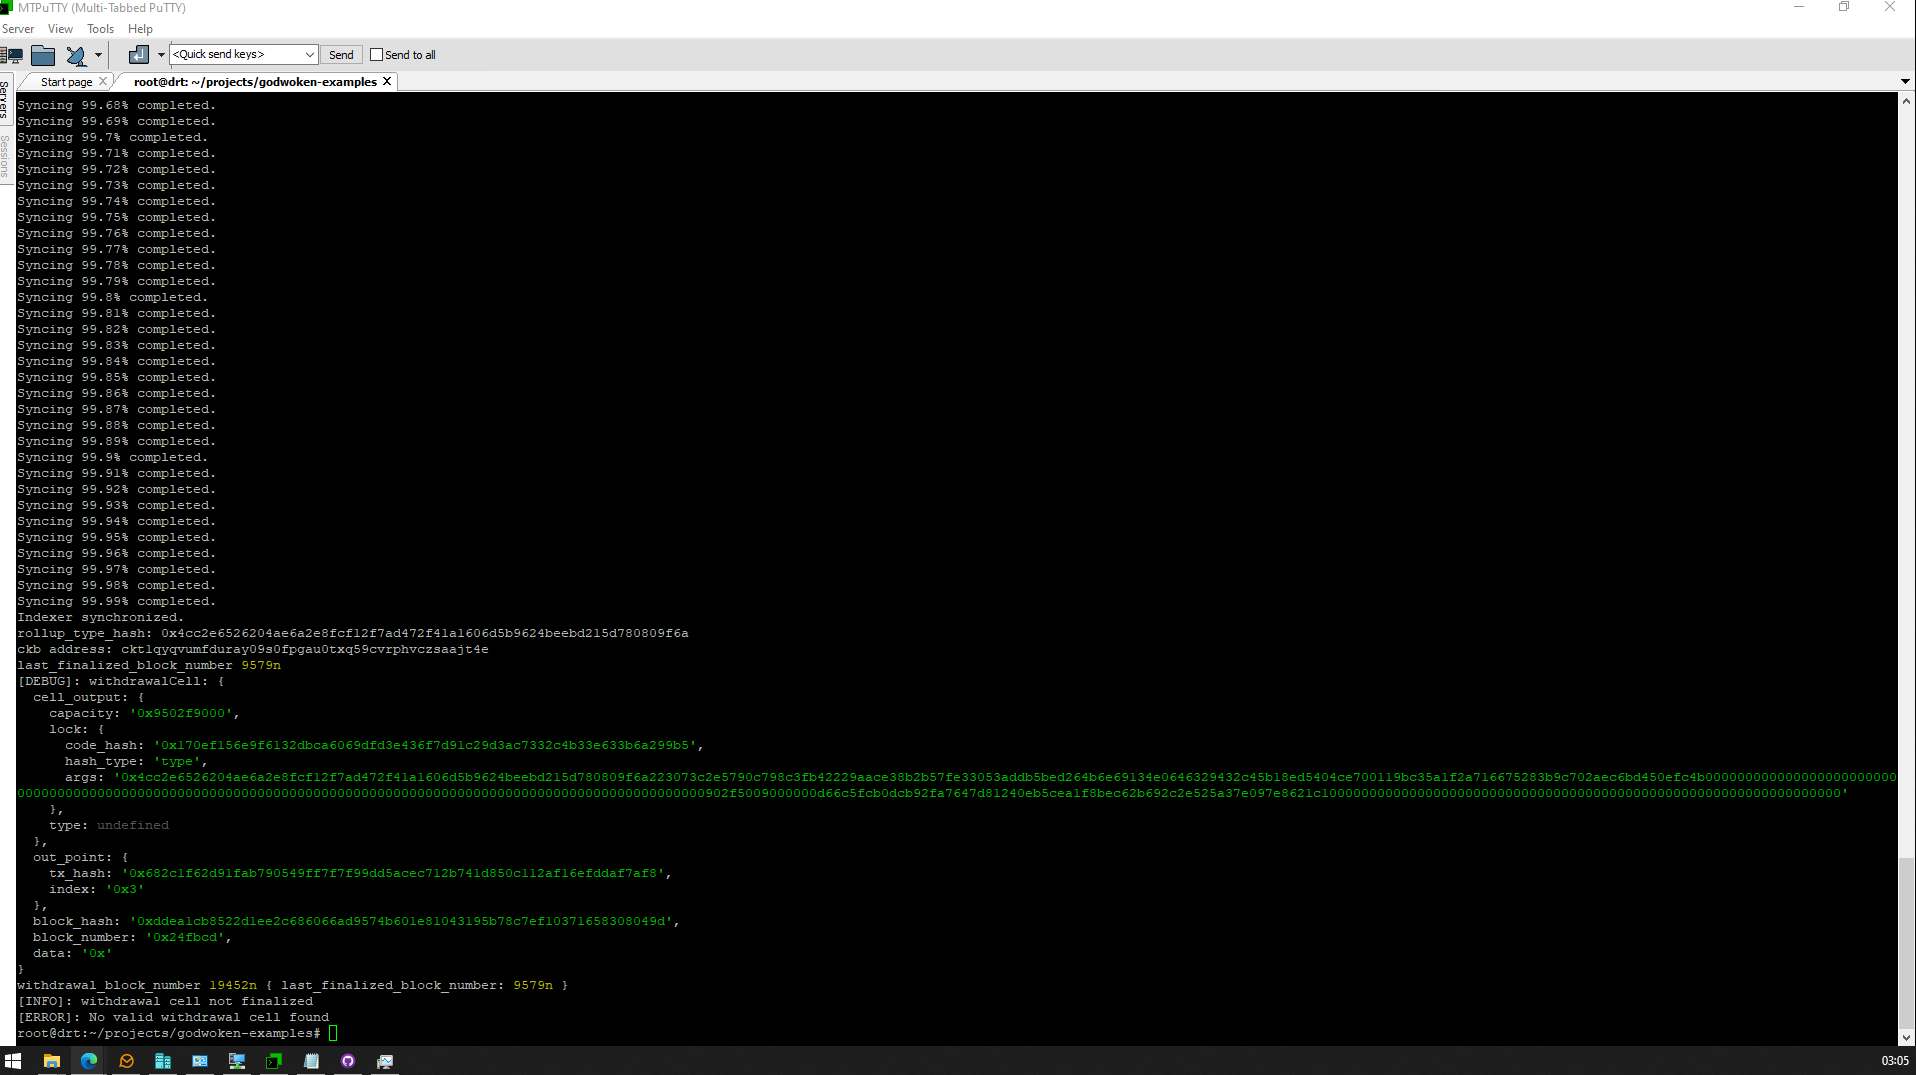 MTPuTTY (Multi-Tabbed PuTTY)
Server View Tools Help
<Quick send keys> Send Send to all
Start page root@drt: ~/projects/godwoken-examples
Servers
Sessions
Syncing 99.68% completed.
Syncing 99.69% completed.
Syncing 99.7% completed.
Syncing 99.71% completed.
Syncing 99.72% completed.
Syncing 99.73% completed.
Syncing 99.74% completed.
Syncing 99.75% completed.
Syncing 99.76% completed.
Syncing 99.77% completed.
Syncing 99.78% completed.
Syncing 99.79% completed.
Syncing 99.8% completed.
Syncing 99.81% completed.
Syncing 99.82% completed.
Syncing 99.83% completed.
Syncing 99.84% completed.
Syncing 99.85% completed.
Syncing 99.86% completed.
Syncing 99.87% completed.
Syncing 99.88% completed.
Syncing 99.89% completed.
Syncing 99.9% completed.
Syncing 99.91% completed.
Syncing 99.92% completed.
Syncing 99.93% completed.
Syncing 99.94% completed.
Syncing 99.95% completed.
Syncing 99.96% completed.
Syncing 99.97% completed.
Syncing 99.98% completed.
Syncing 99.99% completed.
Indexer synchronized.
rollup_type_hash: 0x4cc2e6526204ae6a2e8fcf12f7ad472f41a1606d5b9624beebd215d780809f6a
ckb address: ckt1qyqvumfduray09s0fpgau0txq59cvrphvczsaajt4e
last_finalized_block_number 9579n
[DEBUG]: withdrawalCell: {
cell_output: {
capacity: '0x9502f9000',
lock: {
code_hash: '0x170ef156e9f6132dbca6069dfd3e436f7d91c29d3ac7332c4b33e633b6a299b5',
hash_type: 'type',
args:
},
type: undefined
},
out_point: {
tx_hash: '0x682c1f62d91fab790549ff7f7f99dd5acec712b741d850c112af16efddaf7af8',
index: '0x3'
},
block_hash: '0xddea1cb8522d1ee2c686066ad9574b601e81043195b78c7ef10371658308049d',
block_number: '0x24fbcd',
data: '0x'
}
withdrawal_block_number 19452n { last_finalized_block_number: 9579n }
[INFO]: withdrawal cell not finalized
[ERROR]: No valid withdrawal cell found
root@drt:~/projects/godwoken-examples#
03:05